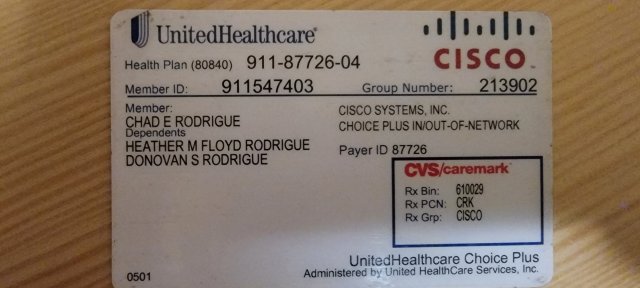 UnitedHealthcare®
CISCO
Health Plan (80840) 911-87726-04
Member ID: 911547403 Group Number: 213902
Member: CISCO SYSTEMS, INC.
CHAD E RODRIGUE CHOICE PLUS IN/OUT-OF-NETWORK
Dependents
HEATHER M FLOYD RODRIGUE Payer ID 87726
DONOVAN S RODRIGUE
CVS/caremark
Rx Bin: 610029
Rx PCN: CRK
Rx Grp: CISCO
UnitedHealthcare Choice Plus
0501 Administered by United HealthCare Services, Inc.